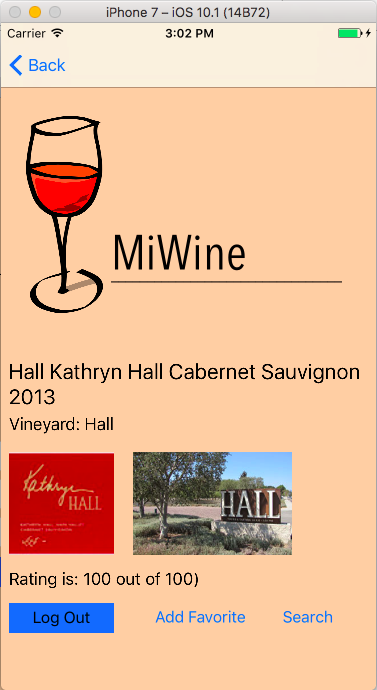 iPhone 7 – iOS 10.1 (14B72)
Carrier 3:02 PM
Back
MiWine
Hall Kathryn Hall Cabernet Sauvignon
2013
Vineyard: Hall
Kathryn
HALL
HALL
Rating is: 100 out of 100)
Log Out Add Favorite Search